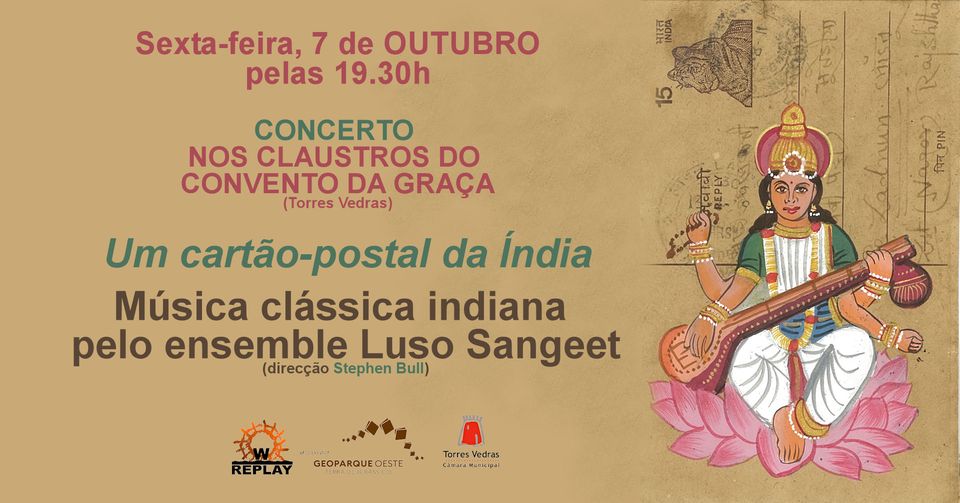 Sexta-feira, 7 de OUTUBRO
pelas 19.30h
CONCERTO
NOS CLAUSTROS DO
CONVENTO DA GRAÇA
(Torres Vedras)
Um cartão-postal da Índia
Música clássica indiana
pelo ensemble Luso Sangeet
(direcção Stephen Bull)
W
REPLAY
GEOPARQUE OESTE
Torres Vedras
Câmara Municipal
भारत
INDIA
15
जवाबी
REPLY
पिन PIN